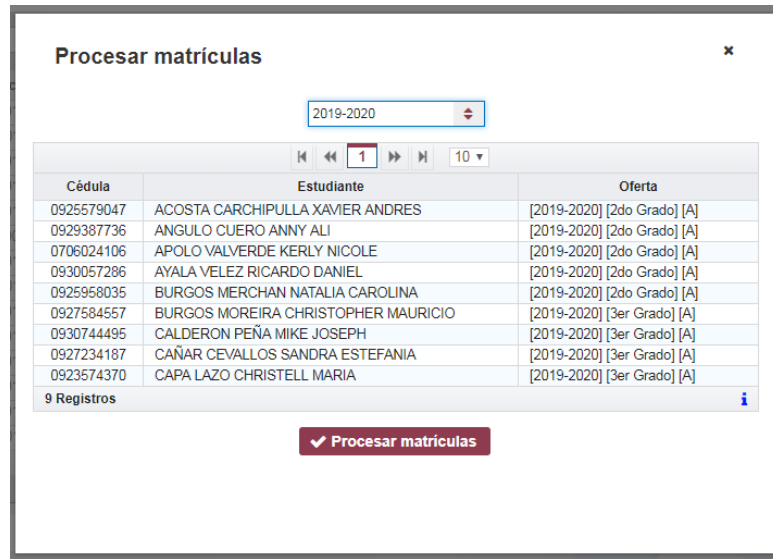 Procesar matrículas
2019-2020
1 10
Cédula Estudiante Oferta
0925579047 ACOSTA CARCHIPULLA XAVIER ANDRES [2019-2020] [2do Grado] [A]
0929387736 ANGULO CUERO ANNY ALI [2019-2020] [2do Grado] [A]
0706024106 APOLO VALVERDE KERLY NICOLE [2019-2020] [2do Grado] [A]
0930057286 AYALA VELEZ RICARDO DANIEL [2019-2020] [2do Grado] [A]
0925958035 BURGOS MERCHAN NATALIA CAROLINA [2019-2020] [2do Grado] [A]
0927584557 BURGOS MOREIRA CHRISTOPHER MAURICIO [2019-2020] [3er Grado] [A]
0930744495 CALDERON PEÑA MIKE JOSEPH [2019-2020] [3er Grado] [A]
0927234187 CAÑAR CEVALLOS SANDRA ESTEFANIA [2019-2020] [3er Grado] [A]
0923574370 CAPA LAZO CHRISTELL MARIA [2019-2020] [3er Grado] [A]
9 Registros
Procesar matrículas